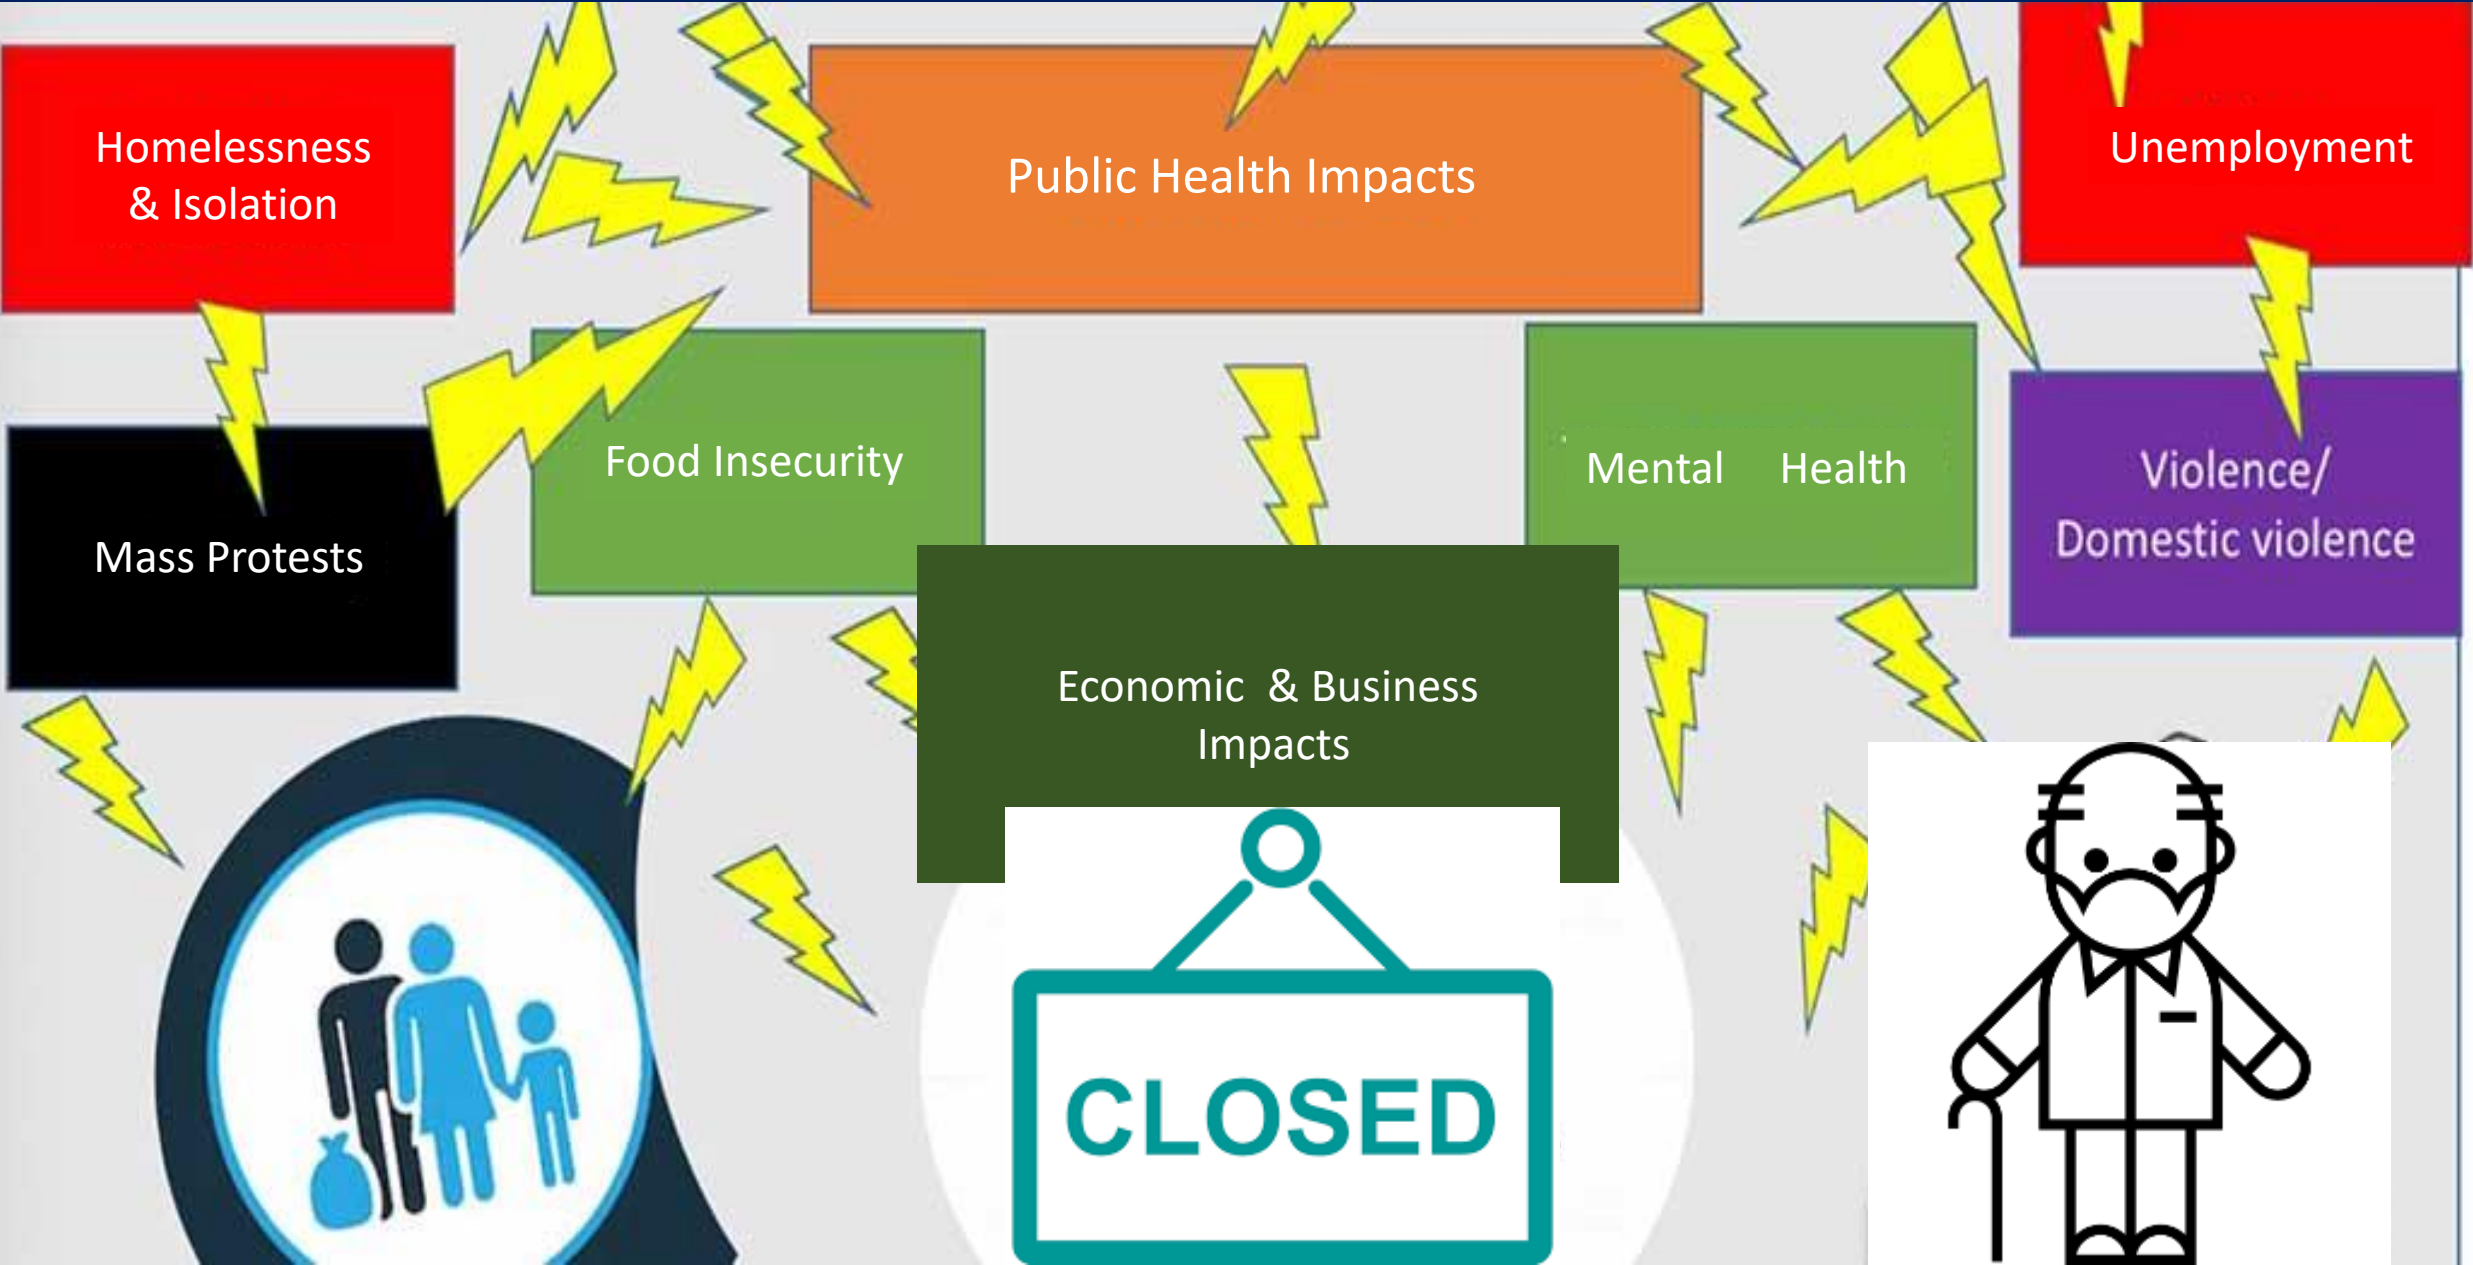 Homelessness
& Isolation
Public Health Impacts
Unemployment
Food Insecurity
Mental Health
Violence/
Domestic violence
Mass Protests
Economic & Business
Impacts
CLOSED